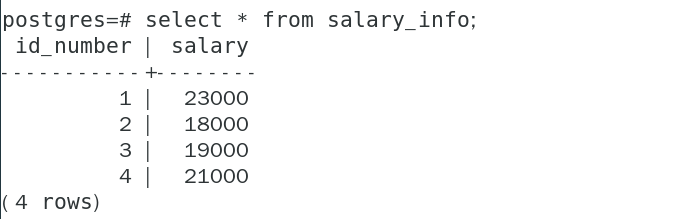 postgres=# select * from salary_info;
id_number | salary
-----------+--------
1 | 23000
2 | 18000
3 | 19000
4 | 21000
(4 rows)